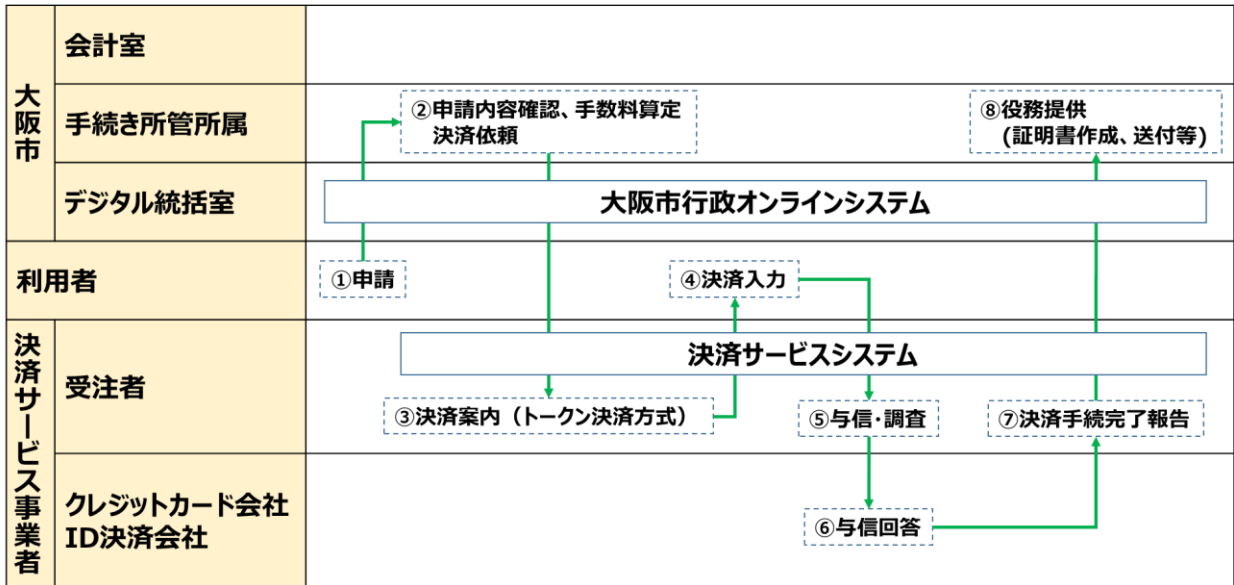 大阪市
会計室
手続き所管所属
②申請内容確認、手数料算定
決済依頼
⑧役務提供
(証明書作成、送付等)
デジタル統括室
大阪市行政オンラインシステム
利用者
①申請
④決済入力
決済サービス事業者
受注者
決済サービスシステム
③決済案内（トークン決済方式）
⑤与信・調査
⑦決済手続完了報告
クレジットカード会社
ID決済会社
⑥与信回答